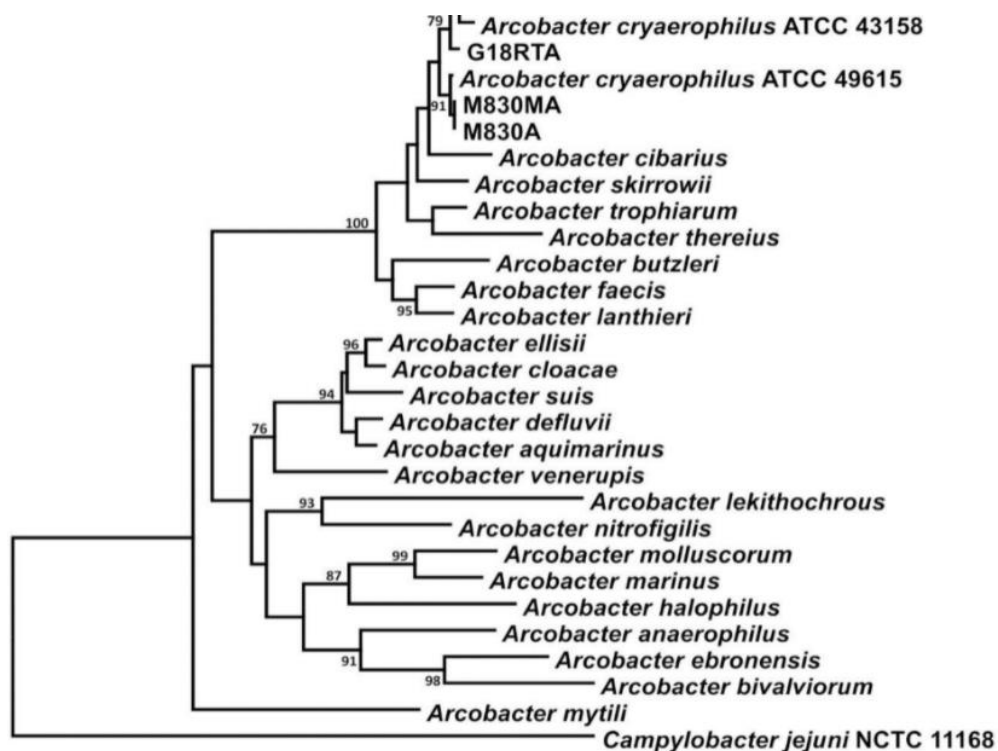 79
Arcobacter cryaerophilus ATCC 43158
G18RTA
Arcobacter cryaerophilus ATCC 49615
91
M830MA
M830A
Arcobacter cibarius
Arcobacter skirrowii
Arcobacter trophiarum
100
Arcobacter thereius
Arcobacter butzleri
Arcobacter faecis
95
Arcobacter lanthieri
96
Arcobacter ellisii
Arcobacter cloacae
94
Arcobacter suis
Arcobacter defluvii
76
Arcobacter aquimarinus
Arcobacter venerupis
93
Arcobacter lekithochrous
Arcobacter nitrofigilis
99
Arcobacter molluscorum
87
Arcobacter marinus
Arcobacter halophilus
Arcobacter anaerophilus
91
Arcobacter ebronensis
98
Arcobacter bivalviorum
Arcobacter mytili
Campylobacter jejuni NCTC 11168